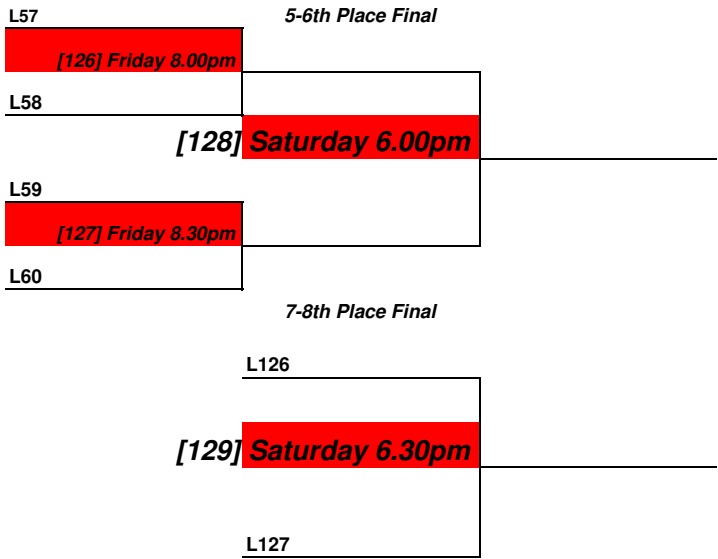 L57
5-6th Place Final
[126] Friday 8.00pm
L58
[128] Saturday 6.00pm
L59
[127] Friday 8.30pm
L60
7-8th Place Final
L126
[129] Saturday 6.30pm
L127